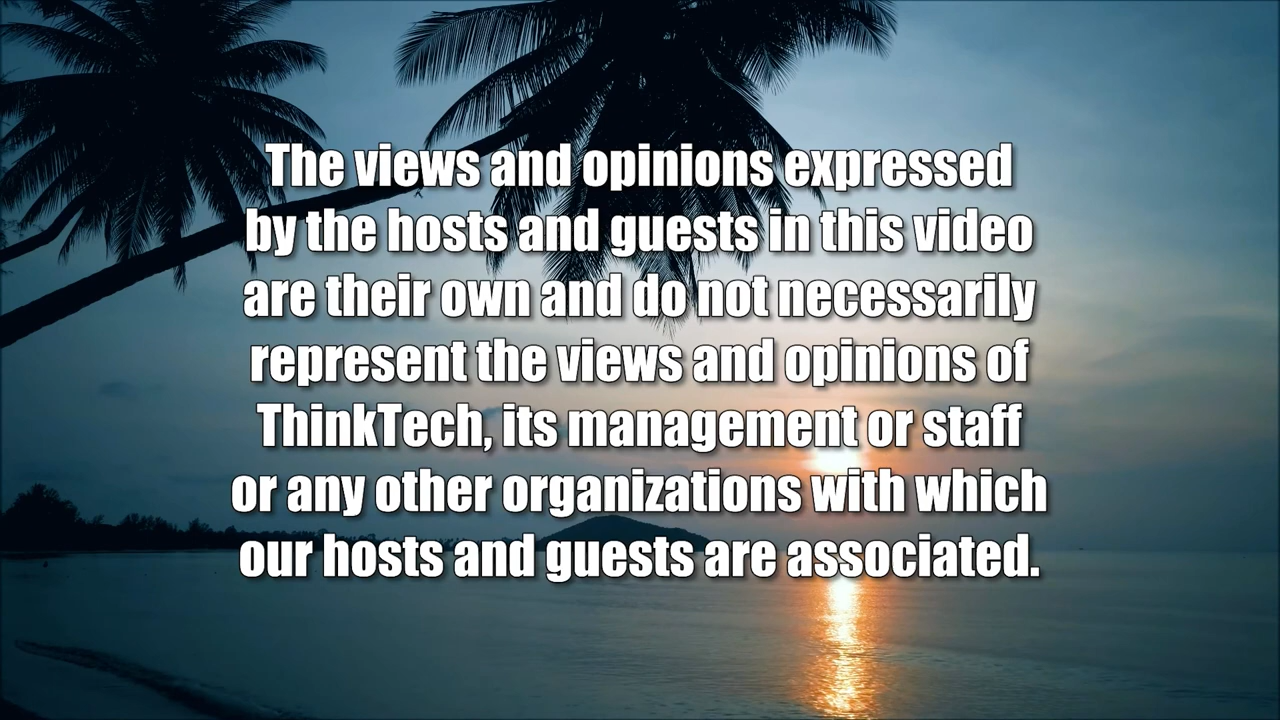 The views and opinions expressed
by the hosts and guests in this video
are their own and do not necessarily
represent the views and opinions of
ThinkTech, its management or staff
or any other organizations with which
our hosts and guests are associated.